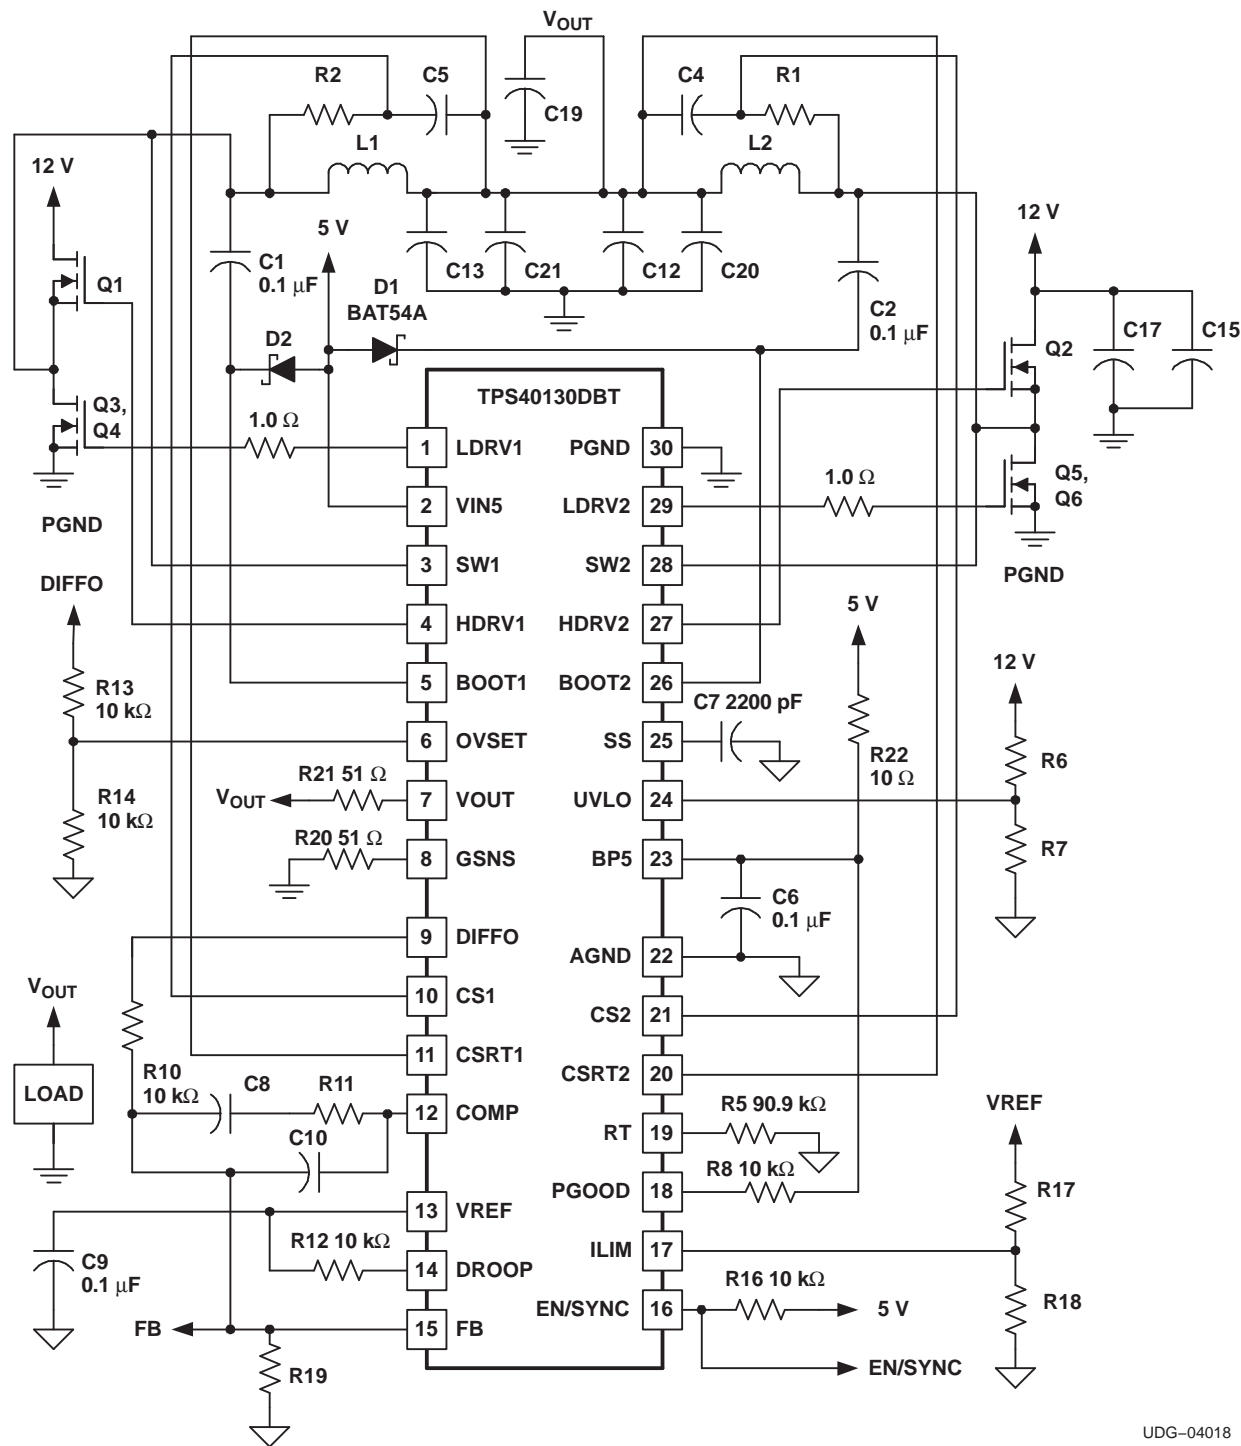 VOUT
R2
C5
C19
C4
R1
L1
L2
12 V
5 V
12 V
Q1
C1
0.1 μF
C13
C21
C12
C20
D1
BAT54A
C2
0.1 μF
D2
C17
C15
Q2
TPS40130DBT
Q3,
Q4
1.0 Ω
1 LDRV1
PGND 30
1.0 Ω
Q5,
Q6
2 VIN5
LDRV2 29
PGND
3 SW1
SW2 28
PGND
DIFFO
5 V
4 HDRV1
HDRV2 27
12 V
R13
10 kΩ
5 BOOT1
BOOT2 26
C7 2200 pF
6 OVSET
SS 25
R22
10 Ω
R6
R21 51 Ω
R14
10 kΩ
VOUT
7 VOUT
UVLO 24
R20 51 Ω
8 GSNS
BP5 23
R7
C6
0.1 μF
9 DIFFO
AGND 22
VOUT
10 CS1
CS2 21
11 CSRT1
CSRT2 20
LOAD
R10
10 kΩ
C8
R11
12 COMP
R5 90.9 kΩ
VREF
RT 19
C10
R8 10 kΩ
PGOOD 18
R17
13 VREF
R12 10 kΩ
ILIM 17
C9
0.1 μF
14 DROOP
R16 10 kΩ
EN/SYNC 16
5 V
R18
FB
15 FB
R19
EN/SYNC
UDG–04018